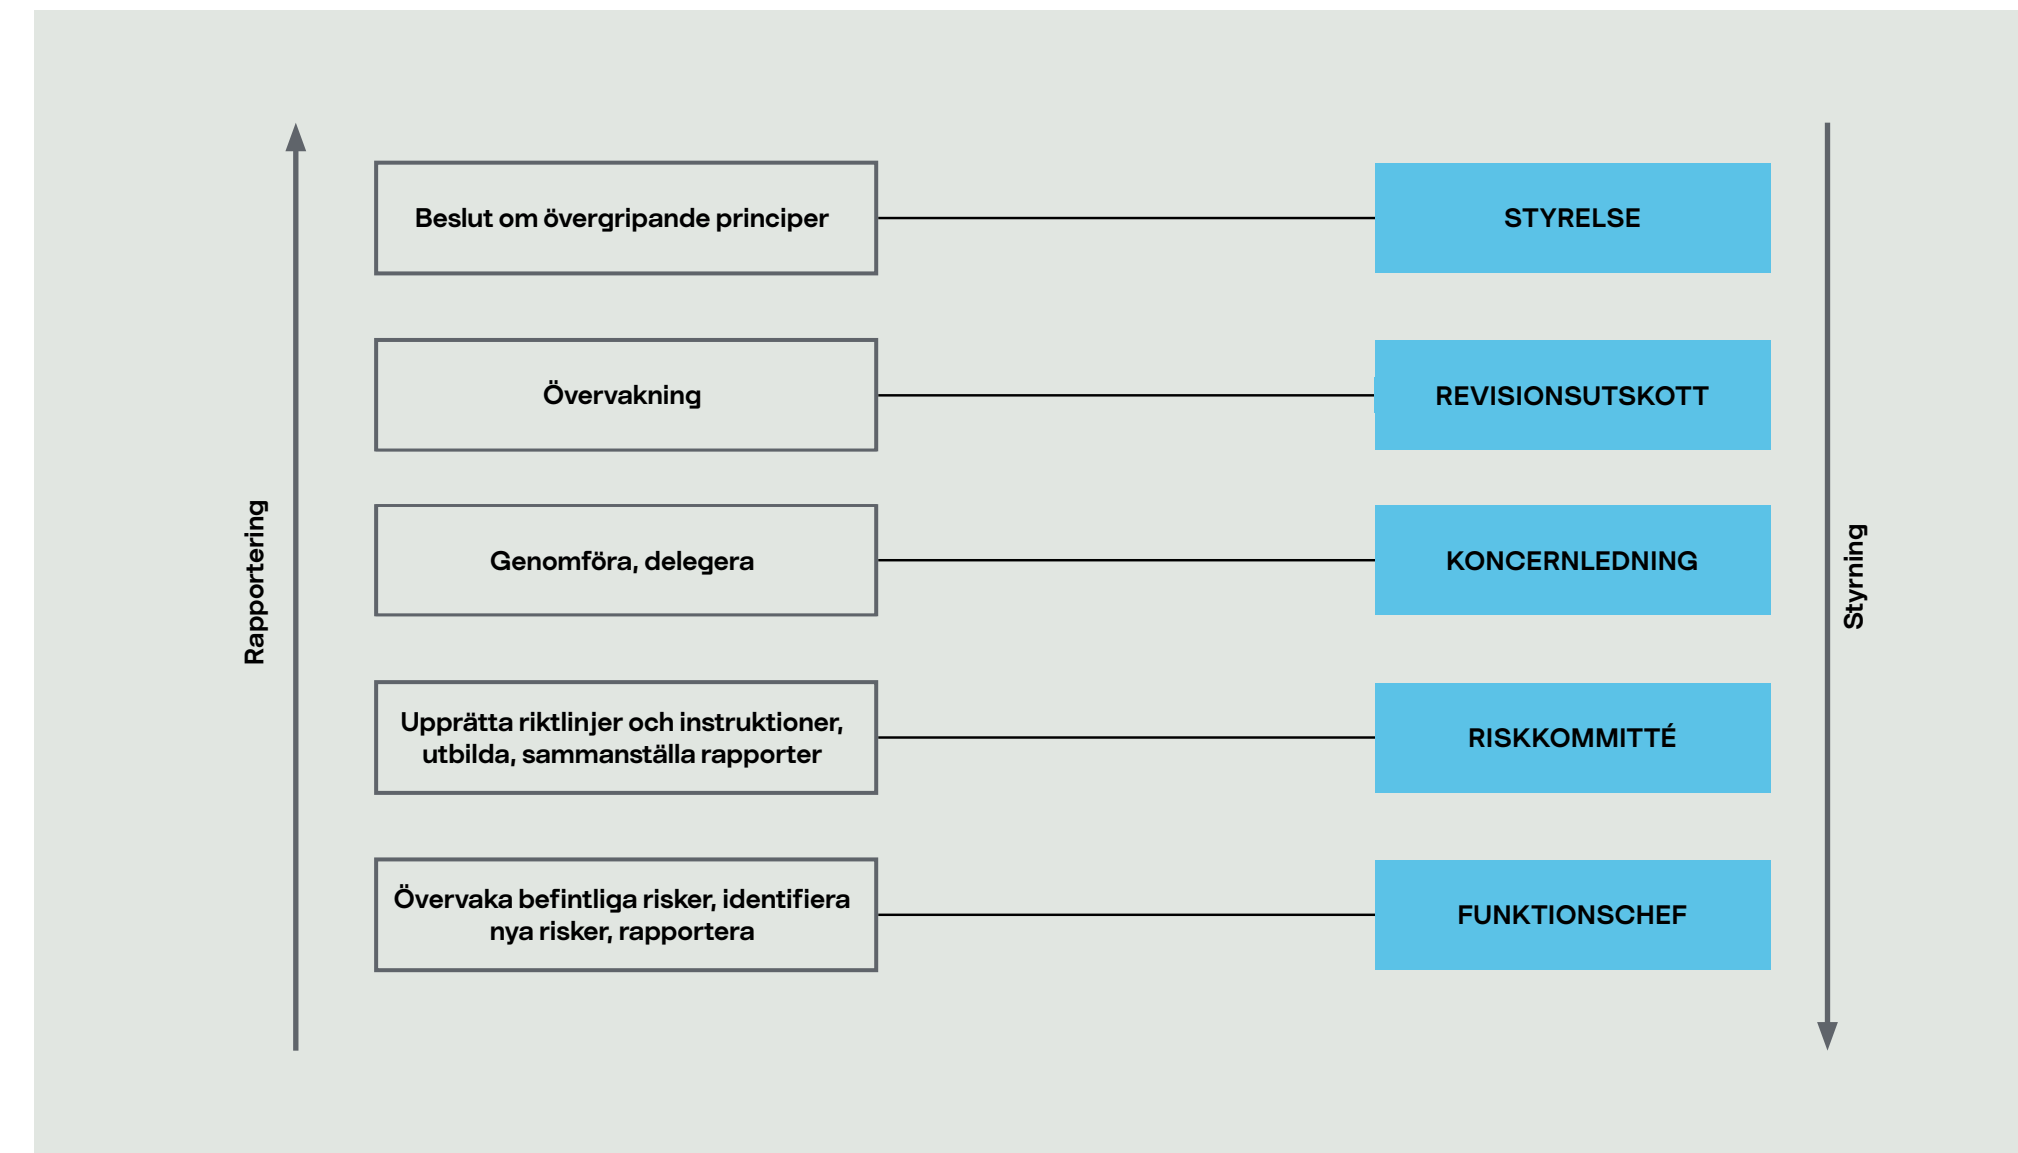 Rapportering
Beslut om övergripande principer
STYRELSE
Övervakning
REVISIONSUTSKOTT
Genomföra, delegera
KONCERNLEDNING
Upprätta riktlinjer och instruktioner,
utbilda, sammanställa rapporter
RISKKOMMITTÉ
Övervaka befintliga risker, identifiera
nya risker, rapportera
FUNKTIONSCHEF
Styrning